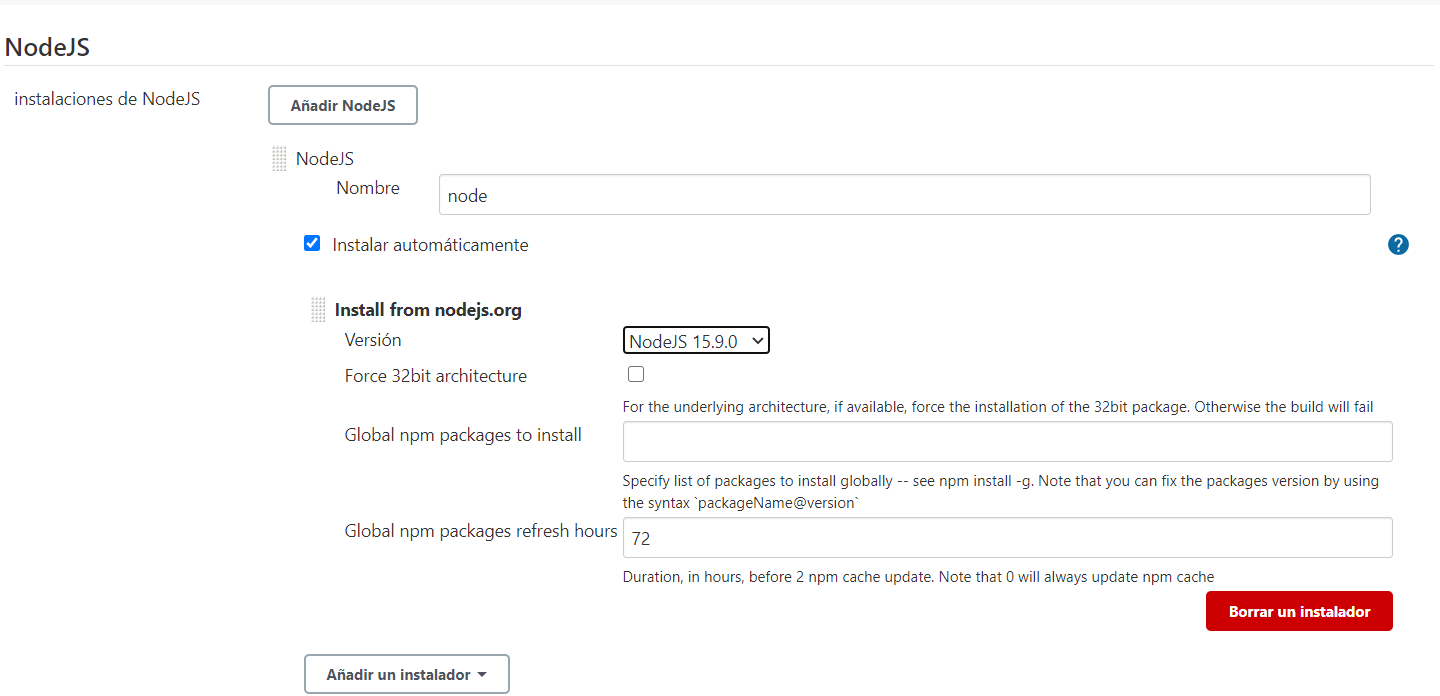 NodeJS
instalaciones de NodeJS
Añadir NodeJS
NodeJS
Nombre
node
Instalar automáticamente
?
Install from nodejs.org
Versión
NodeJS 15.9.0
Force 32bit architecture
For the underlying architecture, if available, force the installation of the 32bit package. Otherwise the build will fail
Global npm packages to install
Specify list of packages to install globally -- see npm install -g. Note that you can fix the packages version by using
the syntax `packageName@version`
Global npm packages refresh hours
72
Duration, in hours, before 2 npm cache update. Note that 0 will always update npm cache
Borrar un instalador
Añadir un instalador